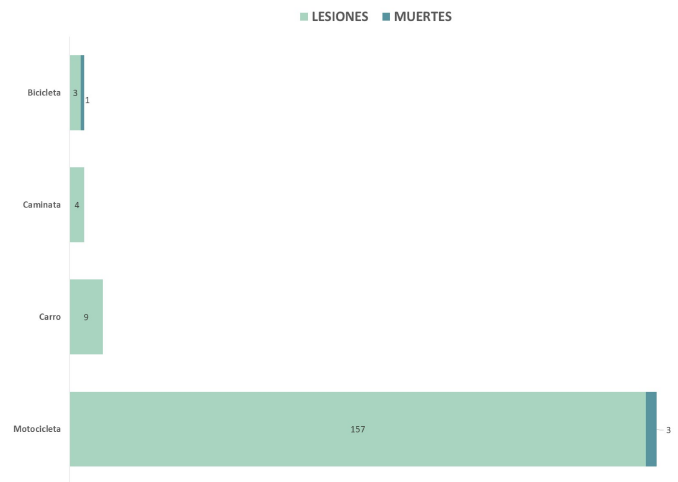 LESIONES MUERTES
Bicicleta 3 1
Caminata 4
Carro 9
Motocicleta 157 3